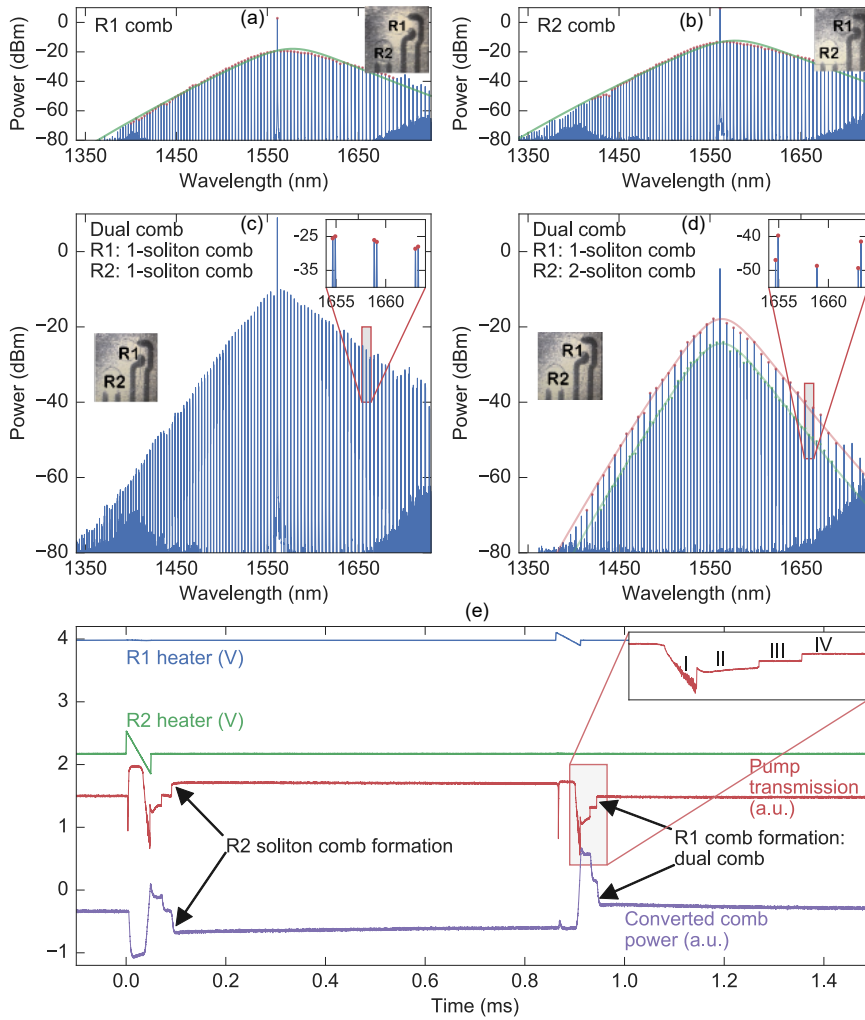 R1 comb
(a)
R1
R2
0
−20
−40
−60
−80
Power (dBm)
1350
1450
1550
1650
Wavelength (nm)
R2 comb
(b)
R1
R2
0
−20
−40
−60
−80
Power (dBm)
1350
1450
1550
1650
Wavelength (nm)
Dual comb
R1: 1-soliton comb
R2: 1-soliton comb
(c)
-25
-35
1655
1660
R1
R2
0
−20
−40
−60
−80
Power (dBm)
1350
1450
1550
1650
Wavelength (nm)
Dual comb
R1: 1-soliton comb
R2: 2-soliton comb
(d)
-40
-50
1655
1660
R1
R2
0
−20
−40
−60
−80
Power (dBm)
1350
1450
1550
1650
Wavelength (nm)
(e)
4
3
2
1
0
−1
R1 heater (V)
R2 heater (V)
I
II
III
IV
Pump
transmission
(a.u.)
R2 soliton comb formation
R1 comb formation:
dual comb
Converted comb
power (a.u.)
0.0
0.2
0.4
0.6
0.8
1.0
1.2
1.4
Time (ms)